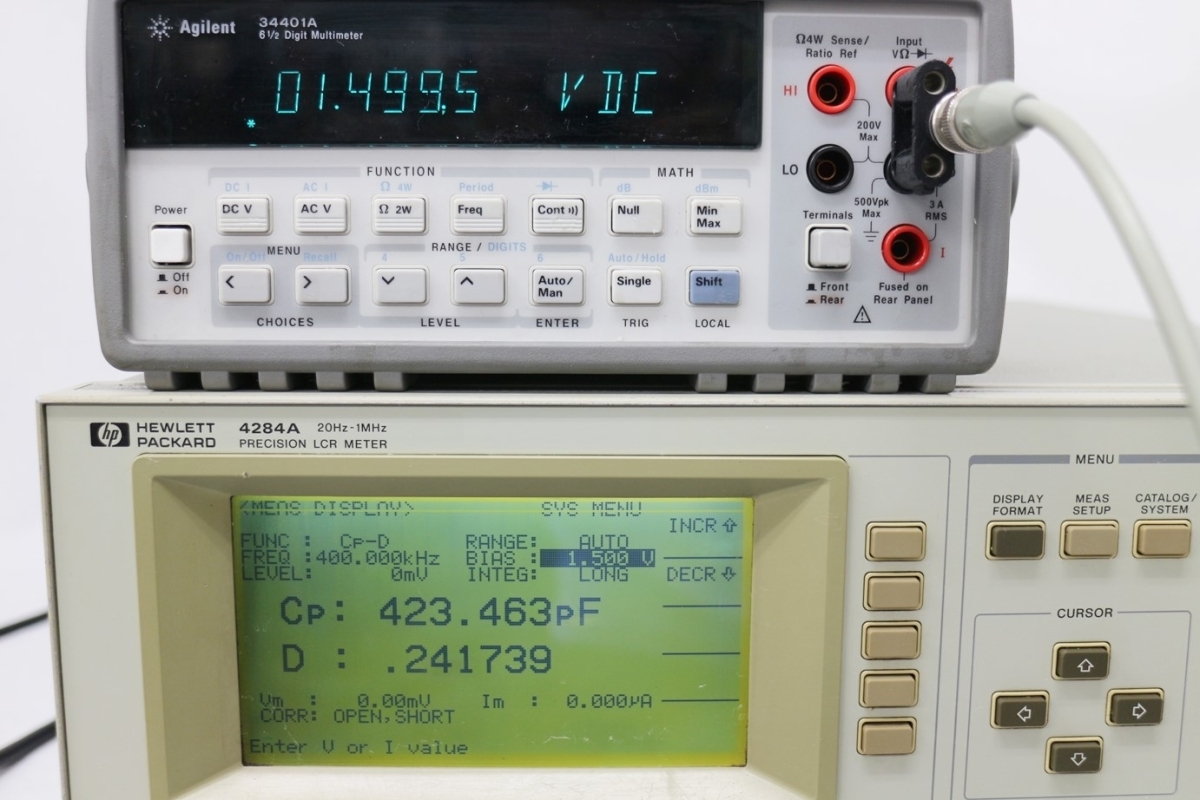 Agilent 34401A
6½ Digit Multimeter
01.499,5 VDC
*
Ω4W Sense/
Ratio Ref
Input
VΩ
HI
200V
Max
LO
500Vpk
Max
3A
RMS
Terminals
I
Front
Rear
Fused on
Rear Panel
FUNCTION
MATH
DC I AC I Ω 4W Period dB dBm
Power
DC V AC V Ω 2W Freq Cont Null Min
Max
MENU
RANGE / DIGITS
On/Off Recall 4 5 6 Auto/Hold
Off
On
< > Auto/
Man
Single Shift
CHOICES LEVEL ENTER TRIG LOCAL
hp HEWLETT
PACKARD
4284A 20Hz-1MHz
PRECISION LCR METER
<MEAS DISPLAY> SYS MENU
INCR
FUNC : Cp-D RANGE: AUTO
FREQ :400.000kHz BIAS : 1.500 V
LEVEL: 0mV INTEG: LONG
DECR
Cp: 423.463pF
D : .241739
Vm : 0.00mV Im : 0.000µA
CORR: OPEN,SHORT
Enter V or I value
MENU
DISPLAY
FORMAT
MEAS
SETUP
CATALOG/
SYSTEM
CURSOR